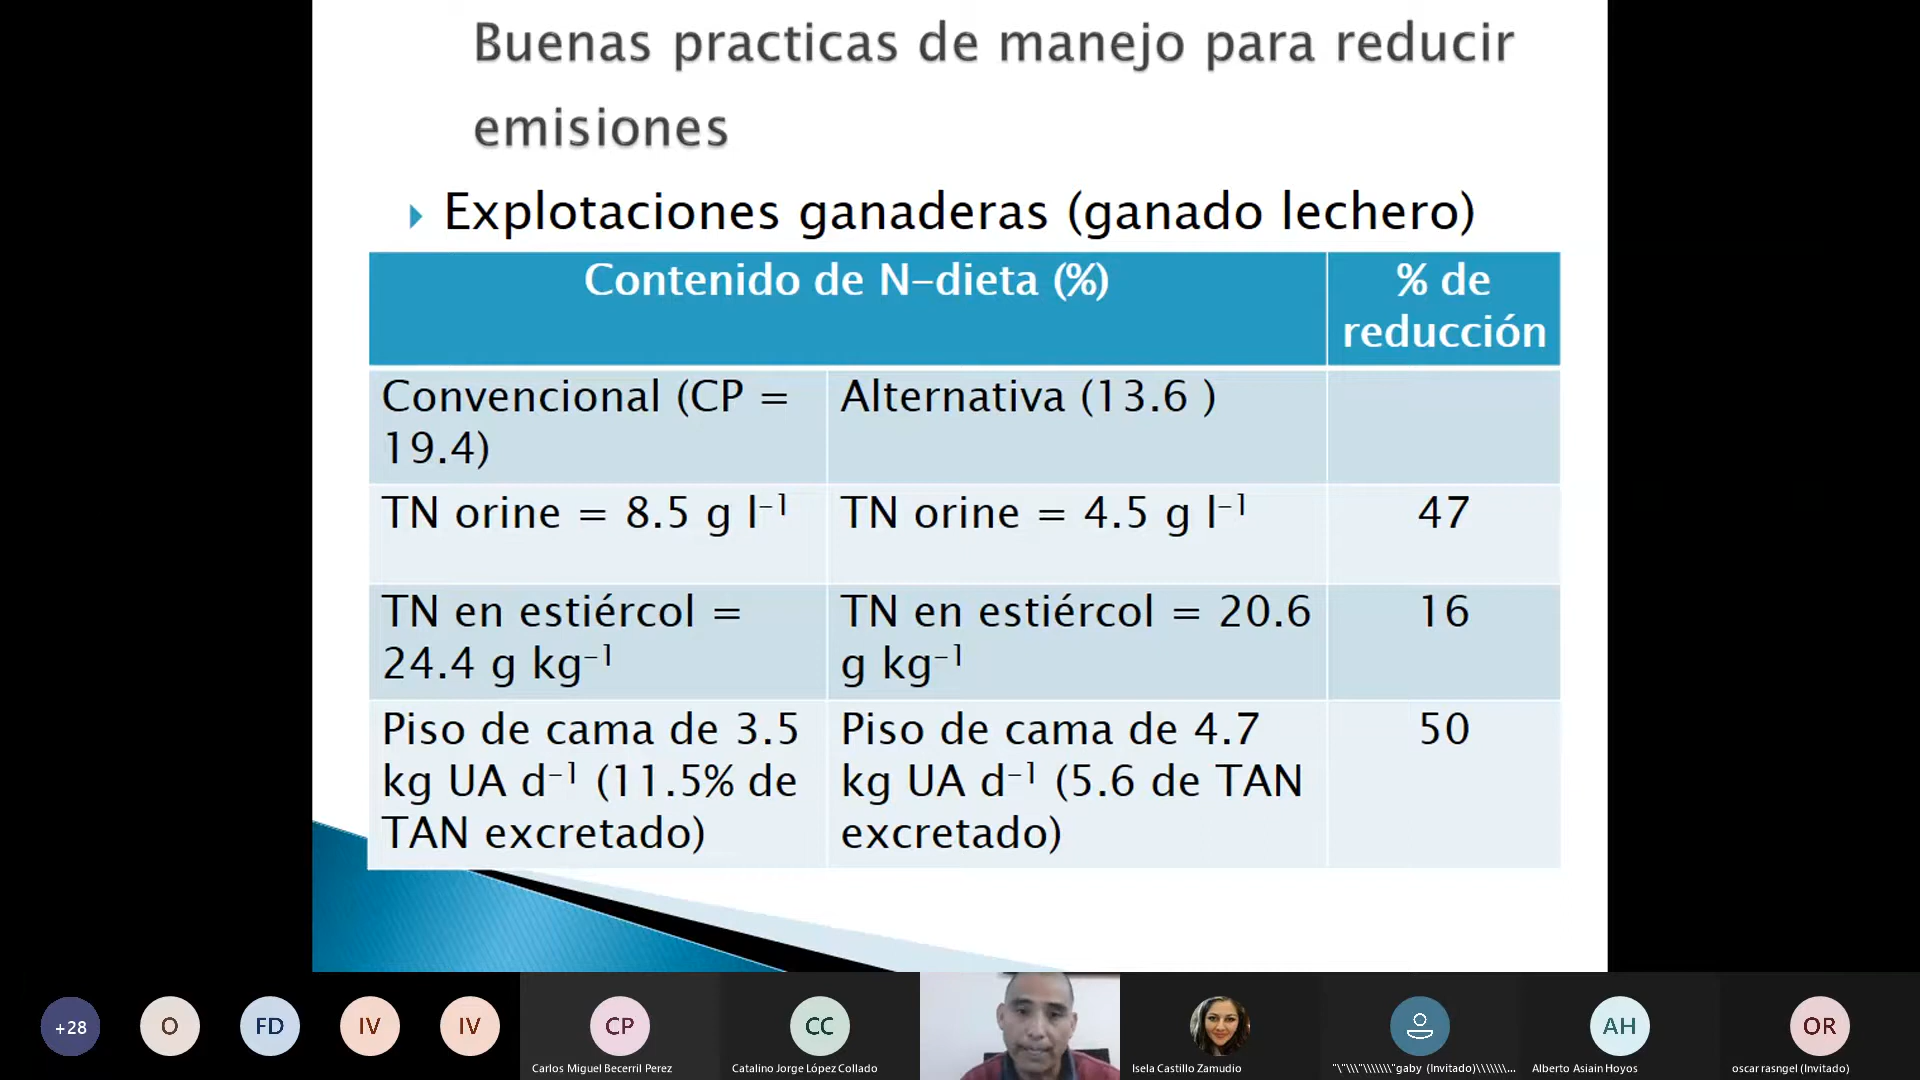 Buenas practicas de manejo para reducir
emisiones
Explotaciones ganaderas (ganado lechero)
Contenido de N-dieta (%)
% de
reducción
Convencional (CP =
19.4)
Alternativa (13.6 )
TN orine = 8.5 g l⁻¹
TN orine = 4.5 g l⁻¹
47
TN en estiércol =
24.4 g kg⁻¹
TN en estiércol = 20.6
g kg⁻¹
16
Piso de cama de 3.5
kg UA d⁻¹ (11.5% de
TAN excretado)
Piso de cama de 4.7
kg UA d⁻¹ (5.6 de TAN
excretado)
50
+28
O
FD
IV
IV
CP
Carlos Miguel Becerril Perez
CC
Catalino Jorge López Collado
Isela Castillo Zamudio
"\"\\\"\\\\\\\"gaby (Invitado)\\\\\\\...
AH
Alberto Asiain Hoyos
OR
oscar rasngel (Invitado)